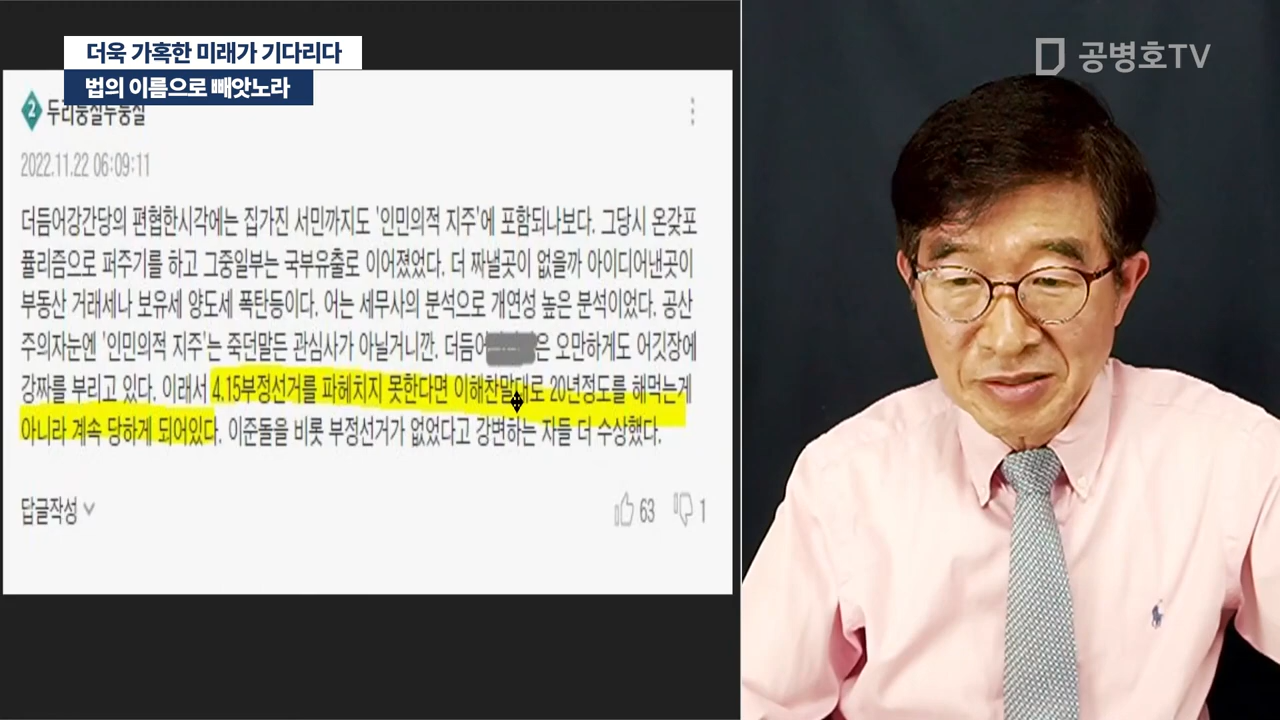 더욱 가혹한 미래가 기다리다
법의 이름으로 빼앗노라
공병호TV
2 두리둥실두둥실
2022.11.22 06:09:11
더듬어강간당의 편협한시각에는 집가진 서민까지도 '인민의적 지주'에 포함되나보다. 그당시 온갖포
퓰리즘으로 퍼주기를 하고 그중일부는 국부유출로 이어졌었다. 더 짜낼곳이 없을까 아이디어낸곳이
부동산 거래세나 보유세 양도세 폭탄등이다. 어는 세무사의 분석으로 개연성 높은 분석이었다. 공산
주의자눈엔 '인민의적 지주'는 죽던말든 관심사가 아닐거니깐. 더듬어 은 오만하게도 어깃장에
강짜를 부리고 있다. 이래서 4.15부정선거를 파헤치지 못한다면 이해찬말대로 20년정도를 해먹는게
아니라 계속 당하게 되어있다. 이준돌을 비롯 부정선거가 없었다고 강변하는 자들 더 수상했다.
답글작성
63 1